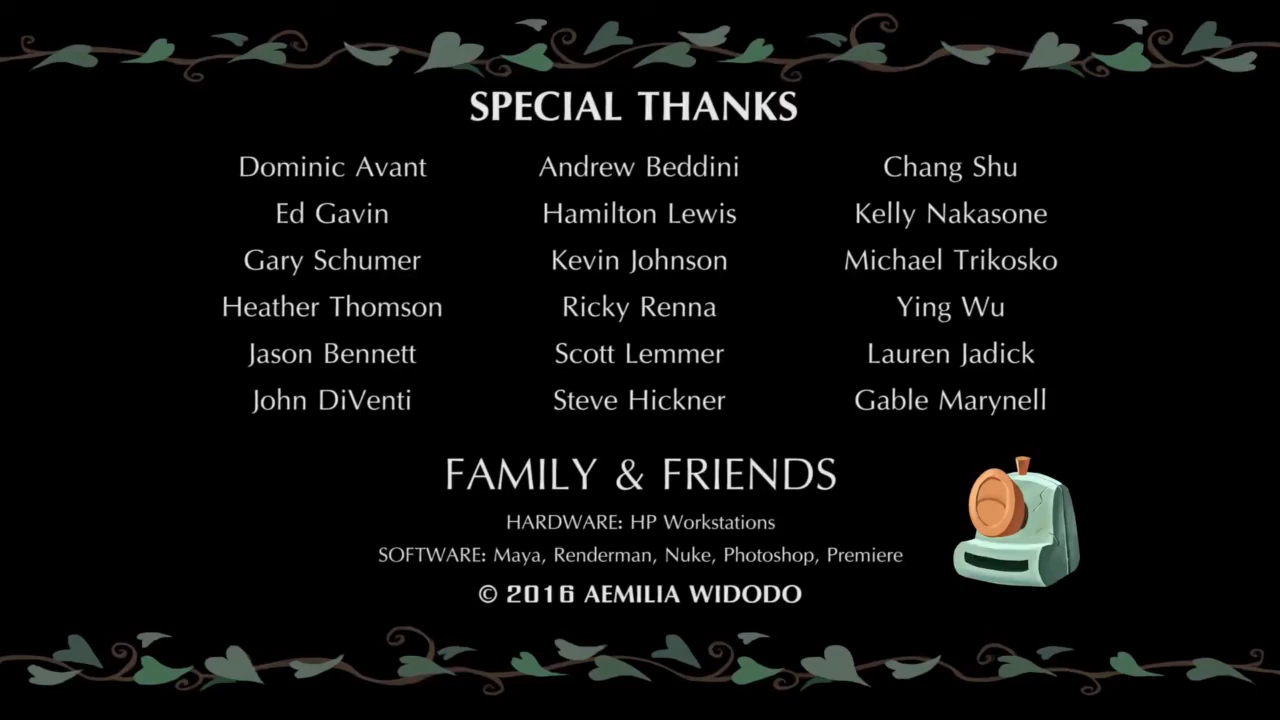 SPECIAL THANKS
Dominic Avant Andrew Beddini Chang Shu
Ed Gavin Hamilton Lewis Kelly Nakasone
Gary Schumer Kevin Johnson Michael Trikosko
Heather Thomson Ricky Renna Ying Wu
Jason Bennett Scott Lemmer Lauren Jadick
John DiVenti Steve Hickner Gable Marynell
FAMILY & FRIENDS
HARDWARE: HP Workstations
SOFTWARE: Maya, Renderman, Nuke, Photoshop, Premiere
© 2016 AEMILIA WIDODO